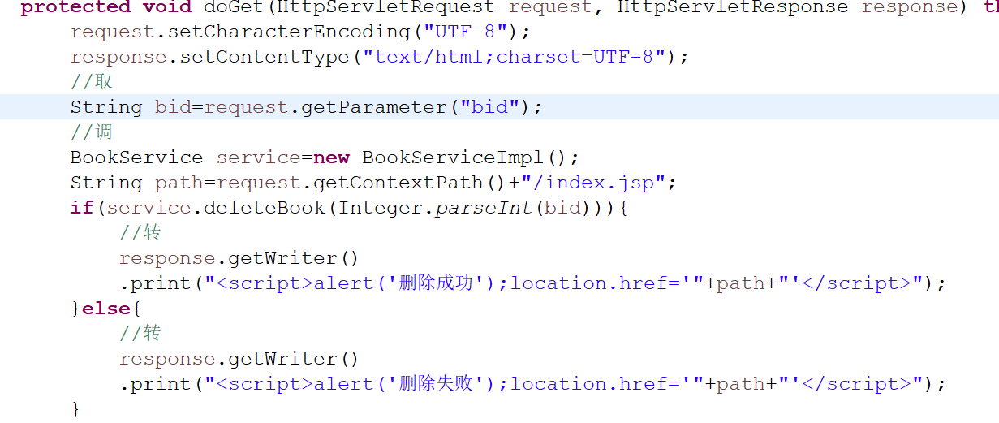 protected void doGet(HttpServletRequest request, HttpServletResponse response) th
request.setCharacterEncoding("UTF-8");
response.setContentType("text/html;charset=UTF-8");
//取
String bid=request.getParameter("bid");
//调
BookService service=new BookServiceImpl();
String path=request.getContextPath()+"/index.jsp";
if(service.deleteBook(Integer.parseInt(bid))){
//转
response.getWriter()
.print("<script>alert('删除成功');location.href='"+path+"'</script>");
}else{
//转
response.getWriter()
.print("<script>alert('删除失败');location.href='"+path+"'</script>");
}